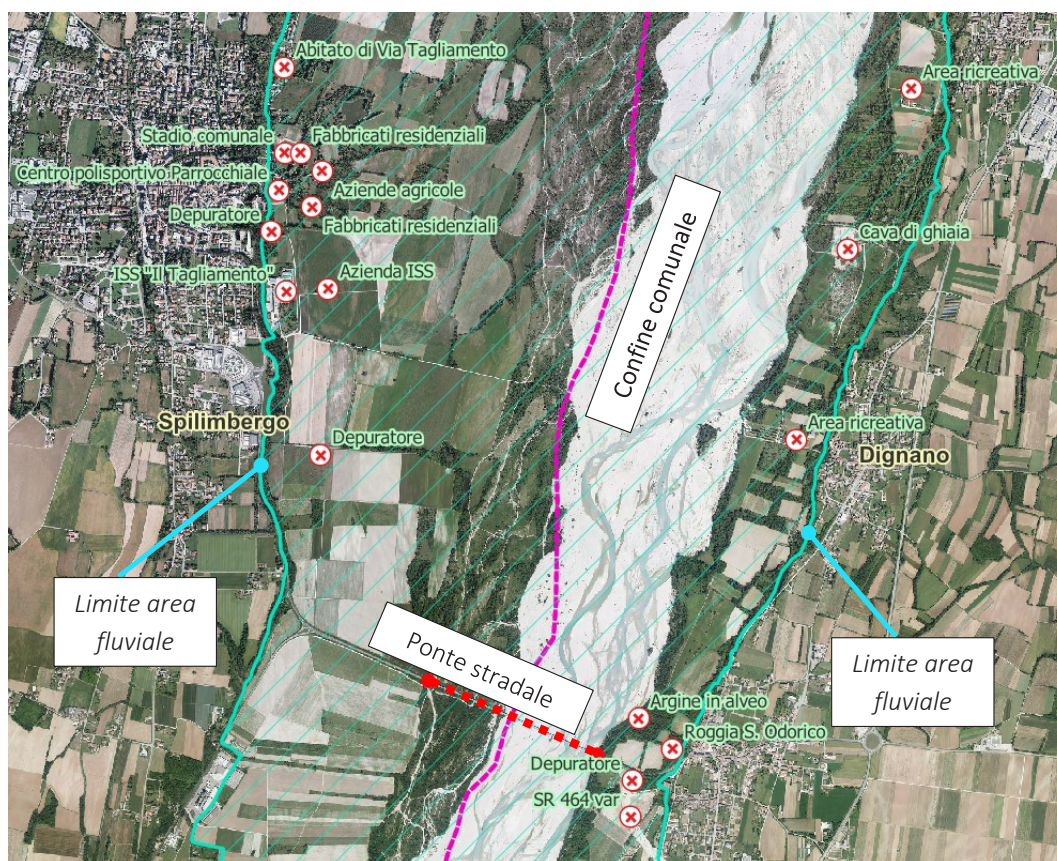 Abitato di Via Tagliamento
Area ricreativa
Stadio comunale
Fabbricati residenziali
Centro polisportivo Parrocchiale
Aziende agricole
Depuratore
Fabbricati residenziali
Cava di ghiaia
ISS "Il Tagliamento"
Azienda ISS
Confine comunale
Spilimbergo
Depuratore
Area ricreativa
Dignano
Limite area
fluviale
Ponte stradale
Limite area
fluviale
Argine in alveo
Roggia S. Odorico
Depuratore
SR 464 var